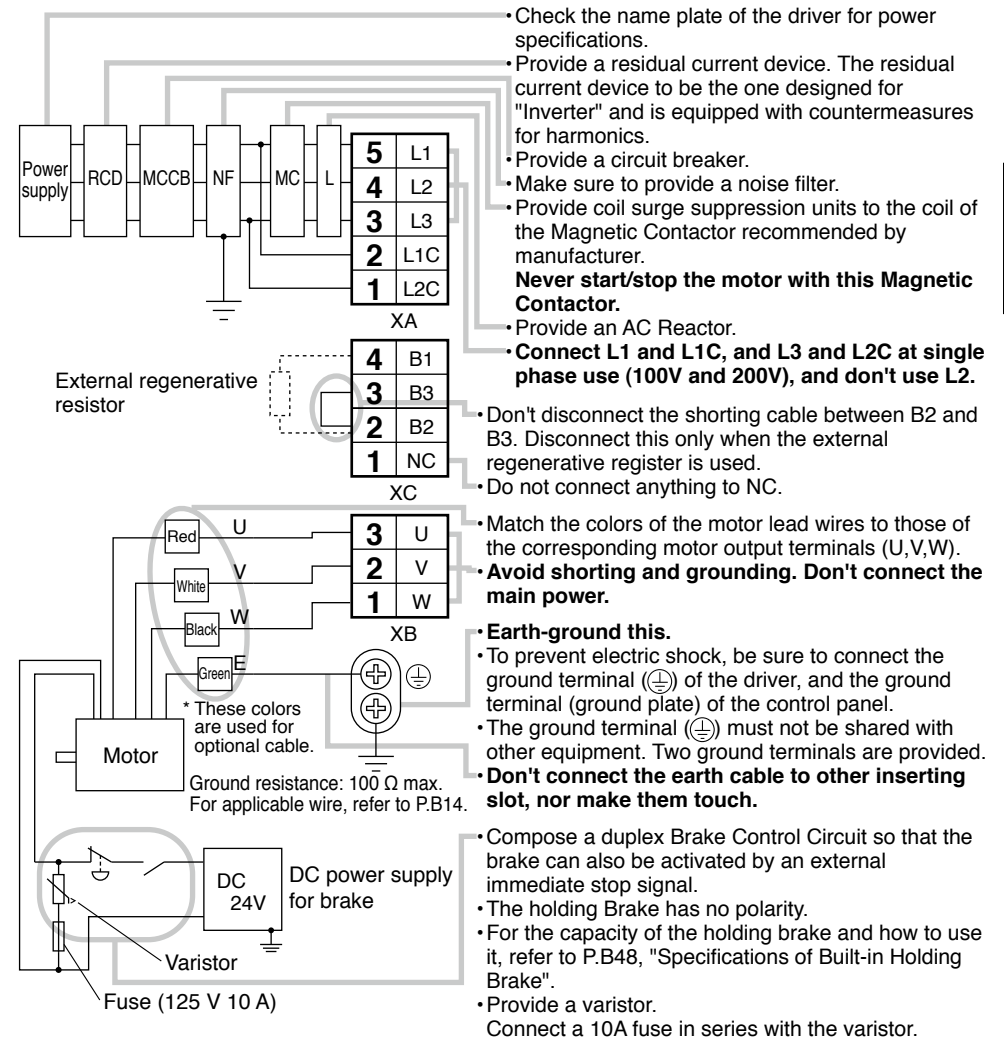 •Check the name plate of the driver for power
specifications.
•Provide a residual current device. The residual
current device to be the one designed for
"Inverter" and is equipped with countermeasures
for harmonics.
•Provide a circuit breaker.
•Make sure to provide a noise filter.
•Provide coil surge suppression units to the coil of
the Magnetic Contactor recommended by
manufacturer.
Never start/stop the motor with this Magnetic
Contactor.
•Provide an AC Reactor.
•Connect L1 and L1C, and L3 and L2C at single
phase use (100V and 200V), and don't use L2.
Power
supply
RCD
MCCB
NF
MC
L
5 L1
4 L2
3 L3
2 L1C
1 L2C
XA
External regenerative
resistor
4 B1
3 B3
2 B2
1 NC
XC
•Don't disconnect the shorting cable between B2 and
B3. Disconnect this only when the external
regenerative register is used.
•Do not connect anything to NC.
Red U
White V
Black W
Green E
3 U
2 V
1 W
XB
•Match the colors of the motor lead wires to those of
the corresponding motor output terminals (U,V,W).
•Avoid shorting and grounding. Don't connect the
main power.
•Earth-ground this.
•To prevent electric shock, be sure to connect the
ground terminal (⏚) of the driver, and the ground
terminal (ground plate) of the control panel.
•The ground terminal (⏚) must not be shared with
other equipment. Two ground terminals are provided.
•Don't connect the earth cable to other inserting
slot, nor make them touch.
* These colors
are used for
optional cable.
Motor
Ground resistance: 100 Ω max.
For applicable wire, refer to P.B14.
DC
24V
DC power supply
for brake
Varistor
Fuse (125 V 10 A)
•Compose a duplex Brake Control Circuit so that the
brake can also be activated by an external
immediate stop signal.
•The holding Brake has no polarity.
•For the capacity of the holding brake and how to use
it, refer to P.B48, "Specifications of Built-in Holding
Brake".
•Provide a varistor.
Connect a 10A fuse in series with the varistor.